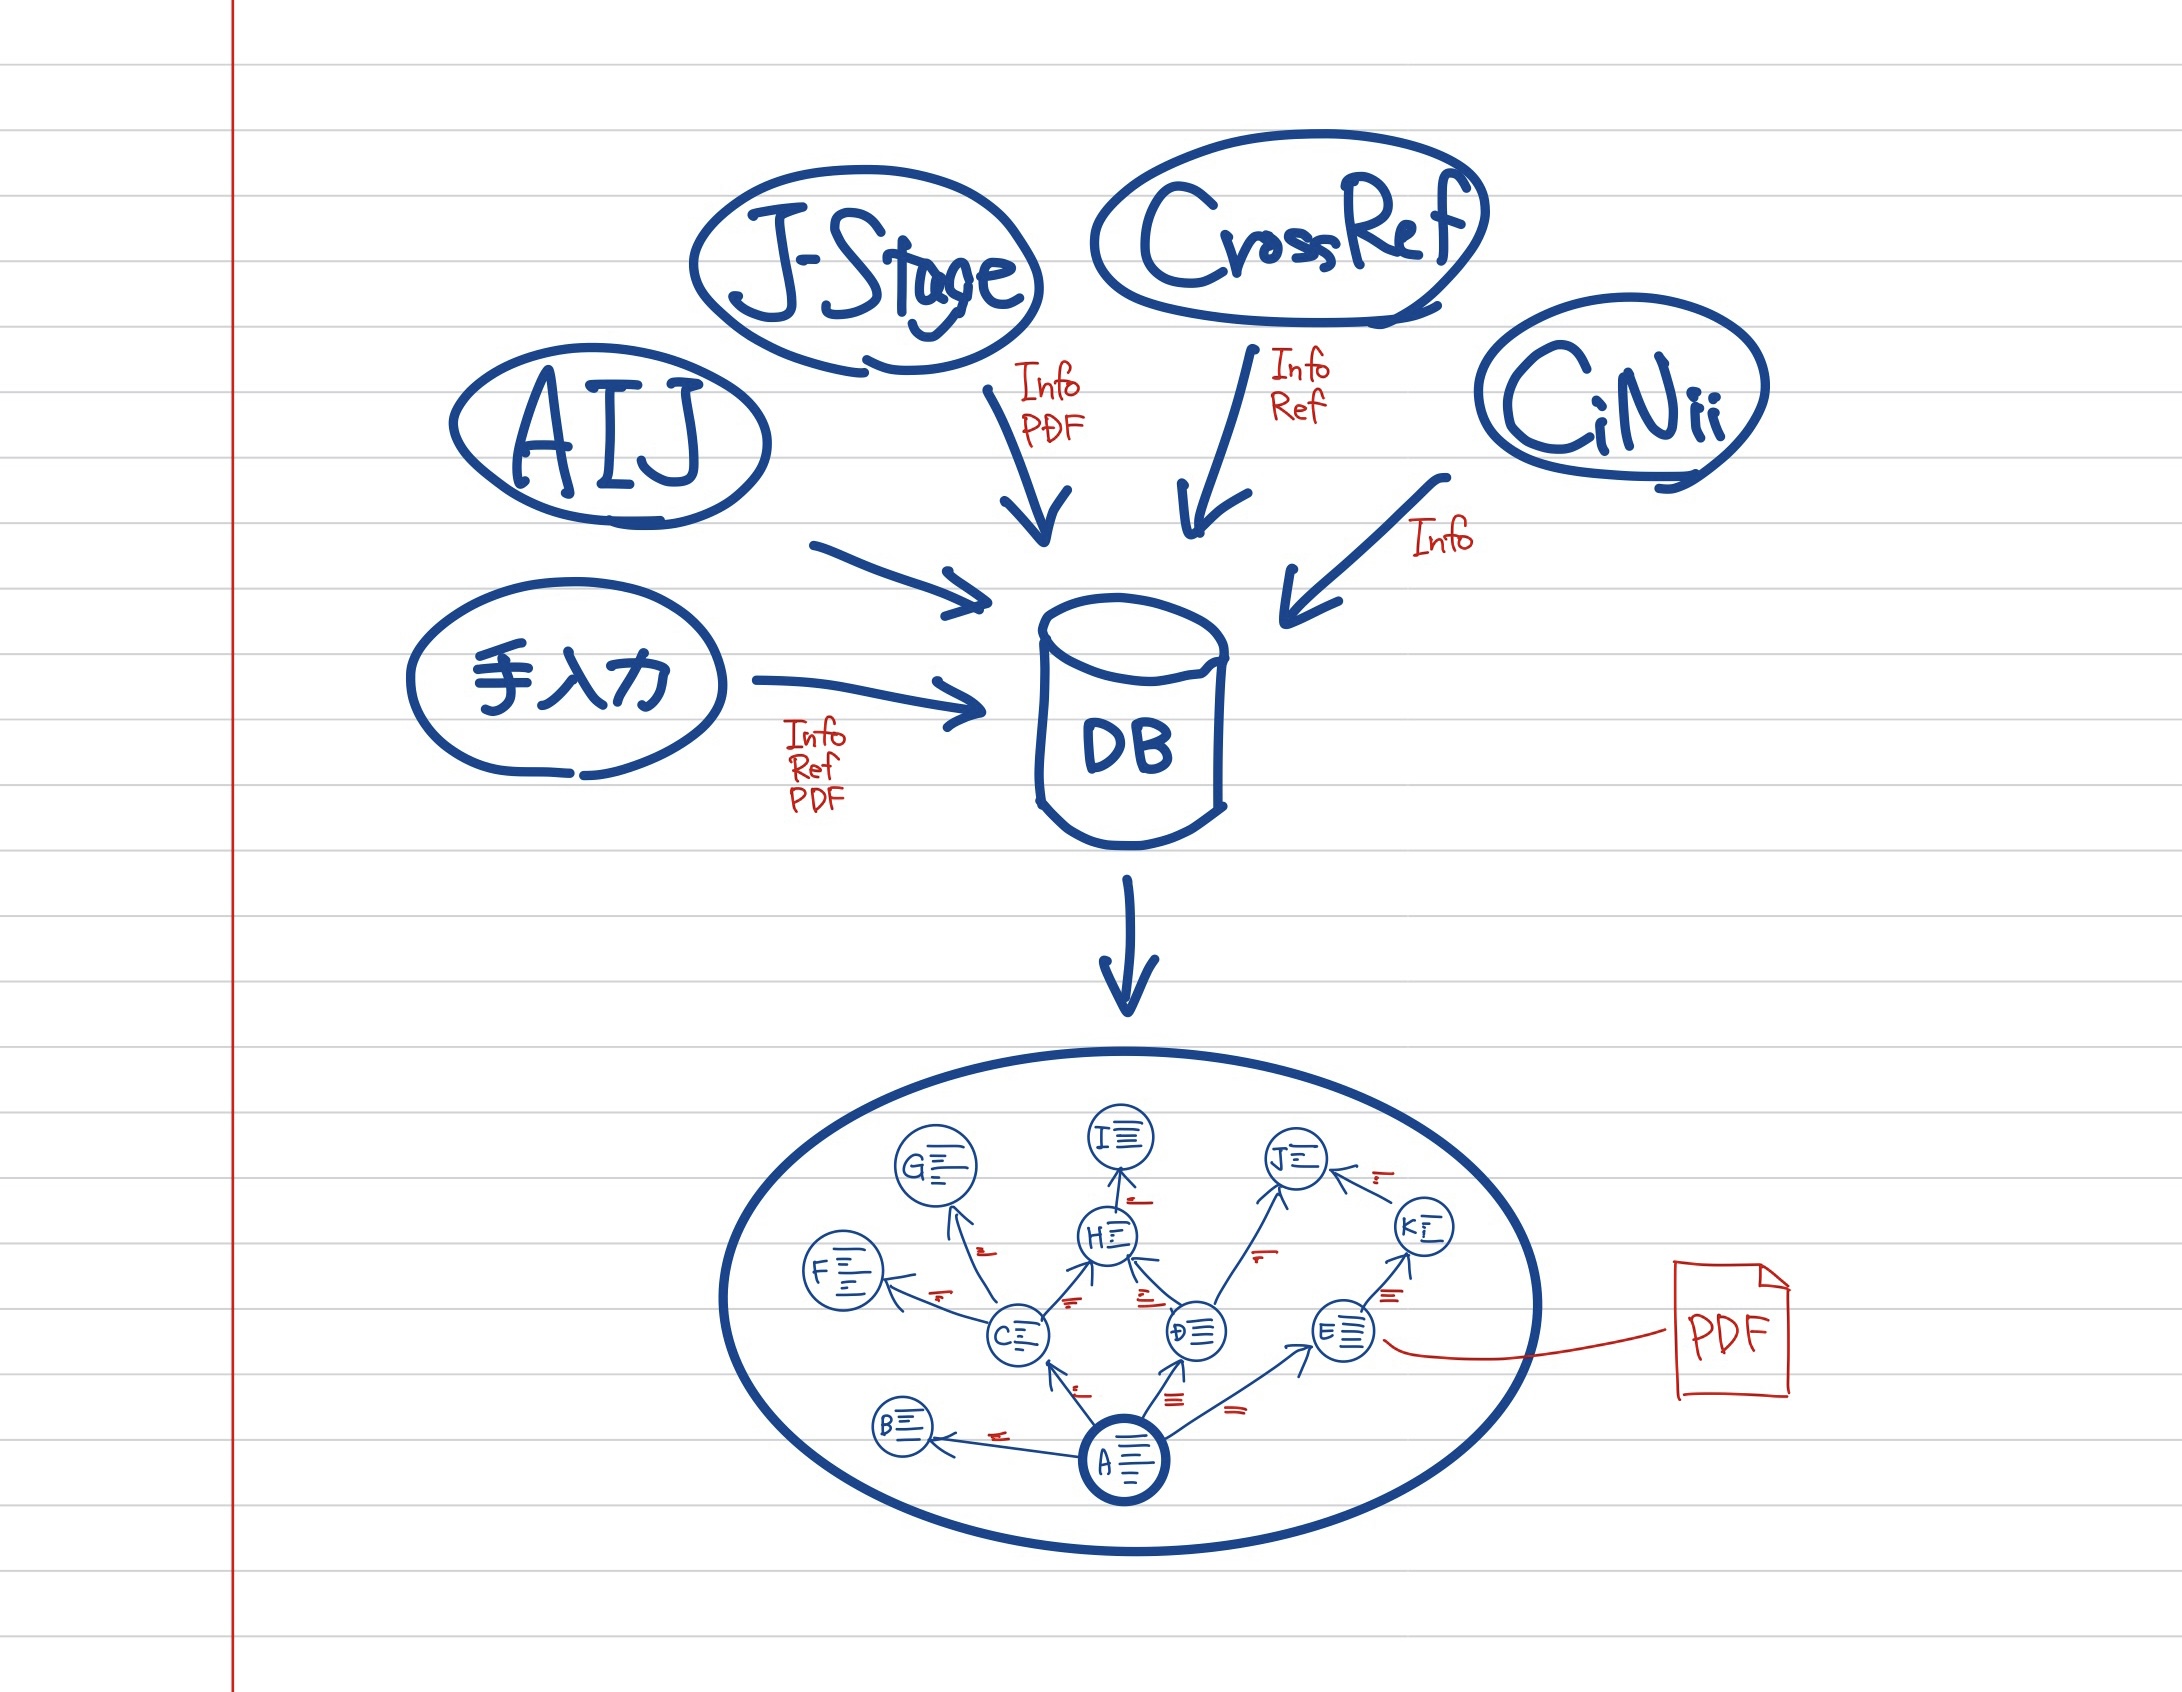 J-Stage
CrossRef
AIJ
CiNii
Info
PDF
Info
Ref
Info
手入力
Info
Ref
PDF
DB
G
I
J
F
H
K
C
D
E
B
A
PDF